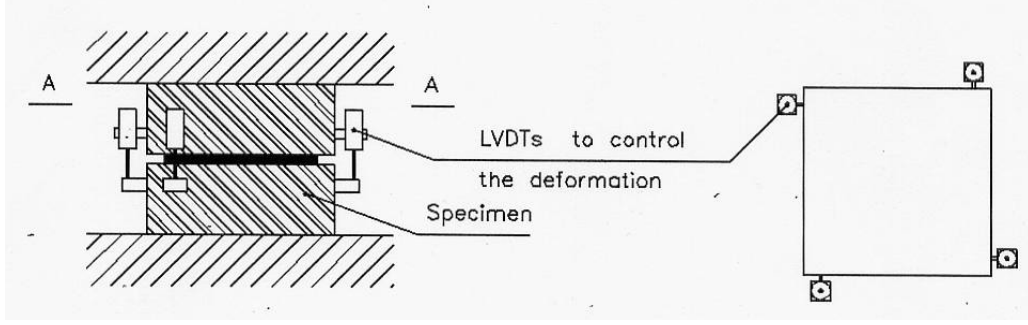 A
A
LVDTs to control
the deformation
Specimen